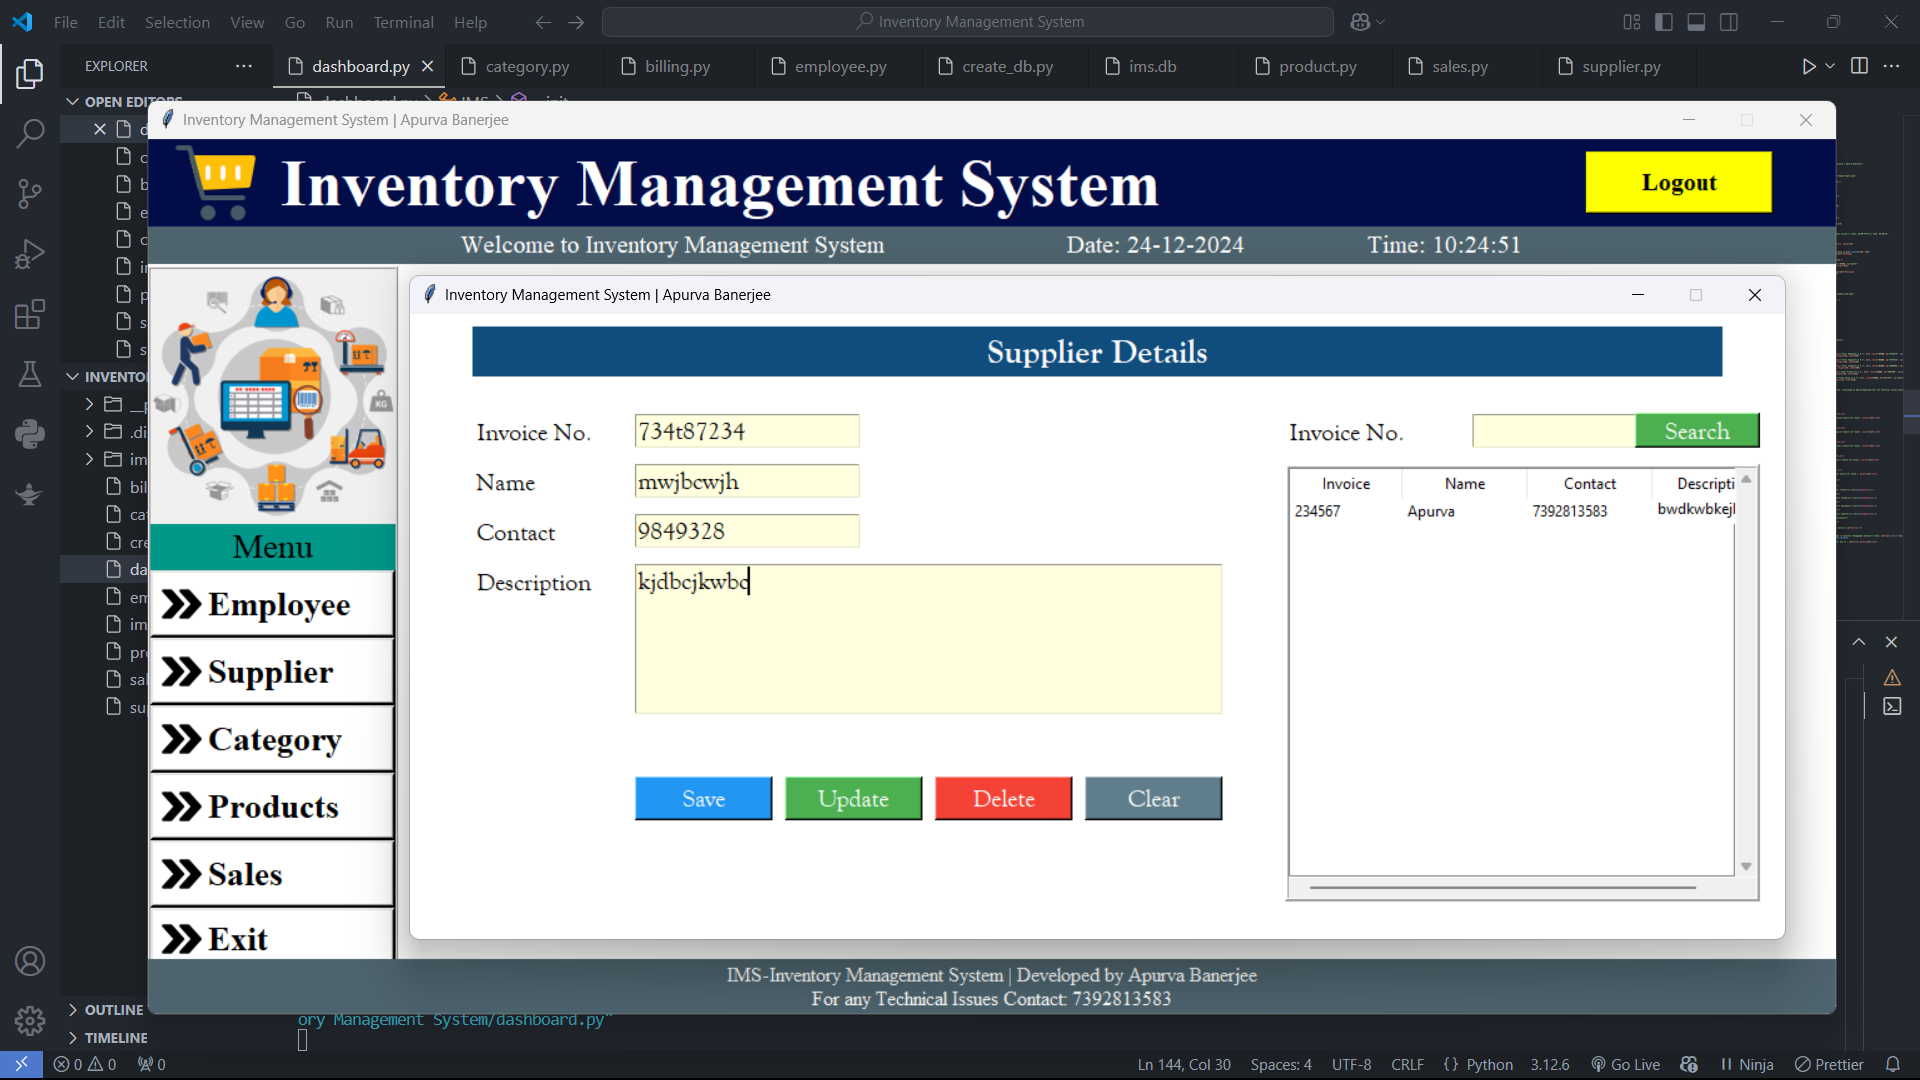 File Edit Selection View Go Run Terminal Help
Inventory Management System
EXPLORER
dashboard.py
category.py
billing.py
employee.py
create_db.py
ims.db
product.py
sales.py
supplier.py
OPEN EDITORS
Inventory Management System | Apurva Banerjee
Inventory Management System
Logout
Welcome to Inventory Management System
Date: 24-12-2024
Time: 10:24:51
Inventory Management System | Apurva Banerjee
Supplier Details
Invoice No. 734t87234
Name mwjbcwjh
Contact 9849328
Description kjdbcjkwbc
Save
Update
Delete
Clear
Invoice No.
Search
Invoice Name Contact Descripti
234567 Apurva 7392813583 bwdkwbkejl
INVENTO
Menu
Employee
Supplier
Category
Products
Sales
Exit
IMS-Inventory Management System | Developed by Apurva Banerjee
For any Technical Issues Contact: 7392813583
ory Management System/dashboard.py"
OUTLINE
TIMELINE
0 0 0
Ln 144, Col 30
Spaces: 4
UTF-8
CRLF
{} Python
3.12.6
Go Live
Ninja
Prettier